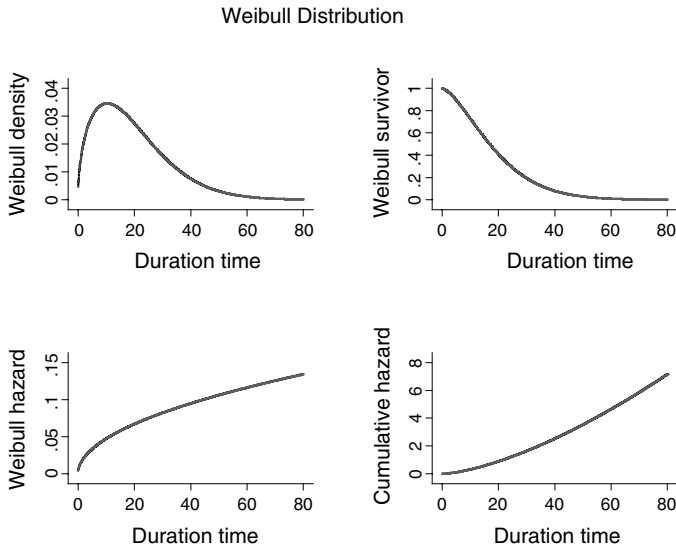 Weibull Distribution
Weibull density
0 .01 .02 .03 .04
0 20 40 60 80
Duration time
Weibull survivor
0 .2 .4 .6 .8 1
0 20 40 60 80
Duration time
Weibull hazard
0 .05 .1 .15
0 20 40 60 80
Duration time
Cumulative hazard
0 2 4 6 8
0 20 40 60 80
Duration time